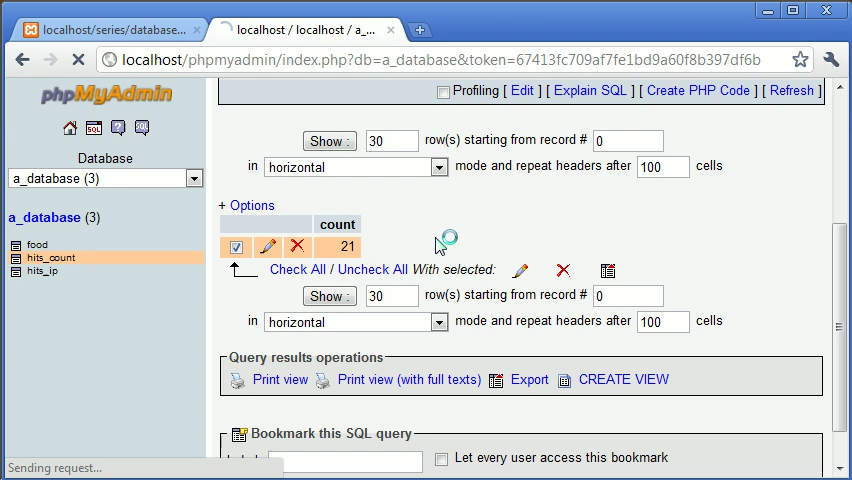 localhost/series/database...
localhost / localhost / a_...
localhost/phpmyadmin/index.php?db=a_database&token=67413fc709af7fe1bd9a60f8b397df6b
phpMyAdmin
SQL
Database
a_database (3)
a_database (3)
food
hits_count
hits_ip
Profiling [ Edit ] [ Explain SQL ] [ Create PHP Code ] [ Refresh ]
Show : 30 row(s) starting from record # 0
in horizontal mode and repeat headers after 100 cells
+ Options
count
21
Check All / Uncheck All With selected:
Show : 30 row(s) starting from record # 0
in horizontal mode and repeat headers after 100 cells
Query results operations
Print view Print view (with full texts) Export CREATE VIEW
Bookmark this SQL query
Let every user access this bookmark
Sending request...